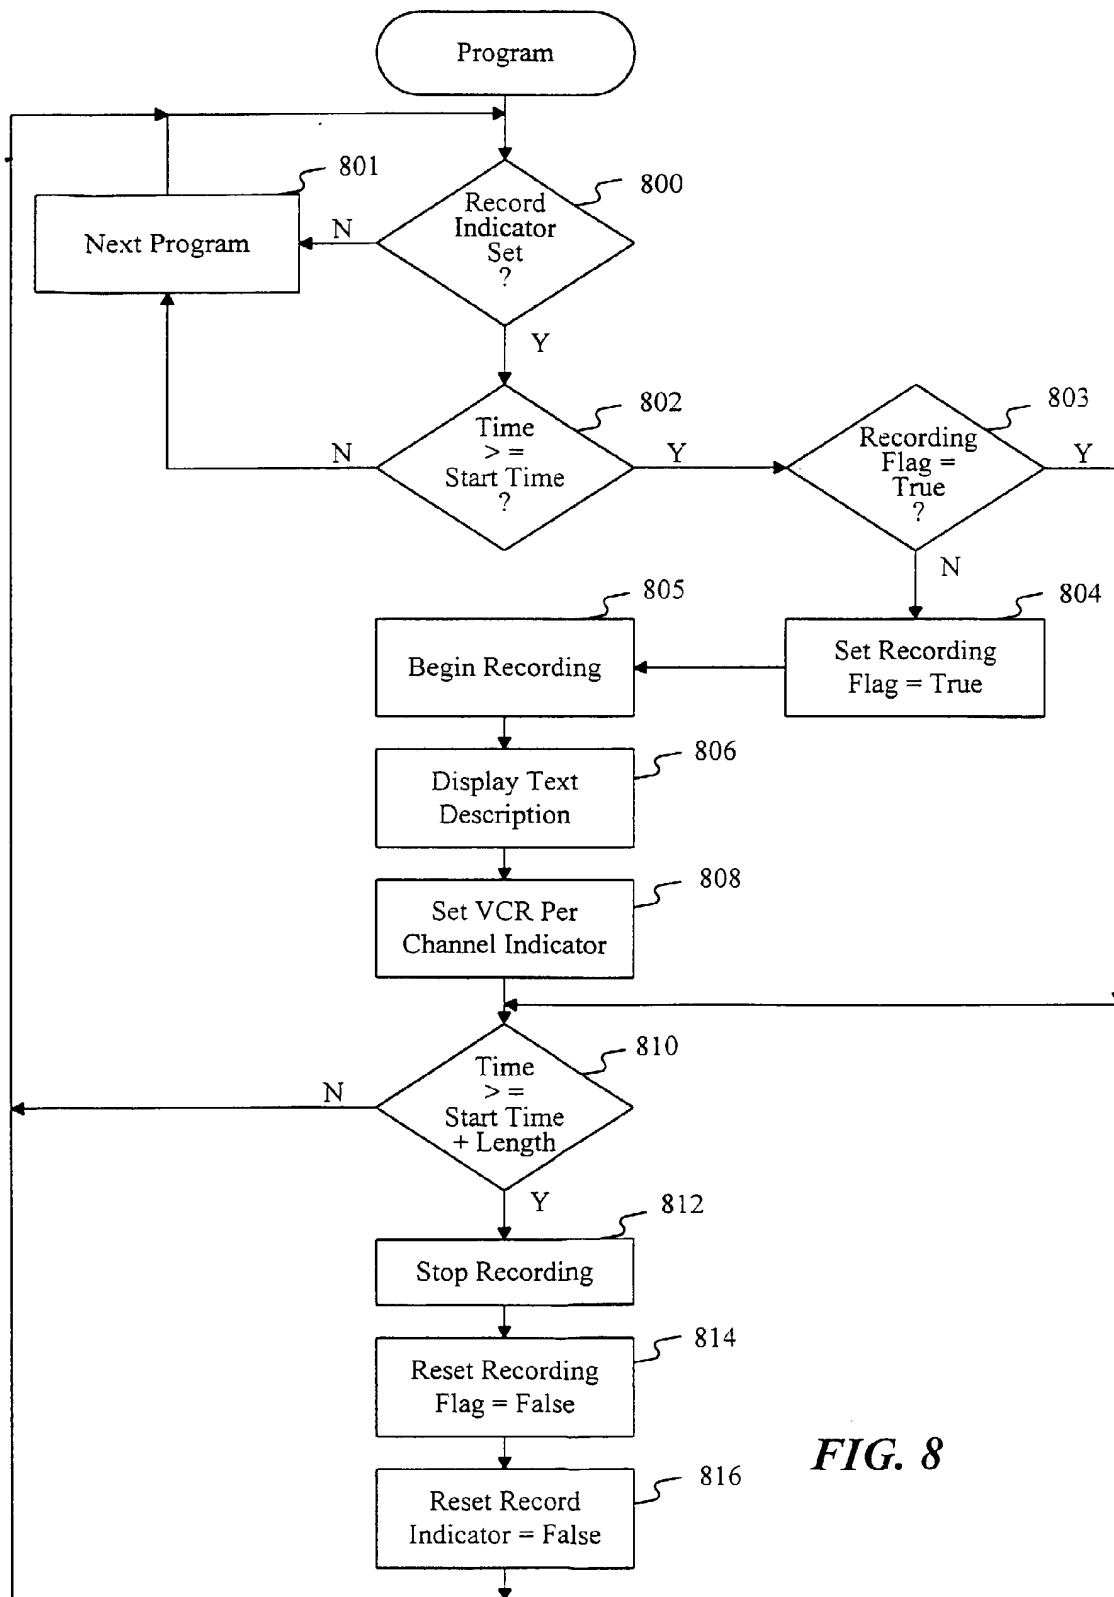 Program
801
800
Record
Indicator
Set
?
N
Next Program
Y
802
803
Time
> =
Start Time
?
N
Y
Recording
Flag =
True
?
Y
N
805
804
Begin Recording
Set Recording
Flag = True
806
Display Text
Description
808
Set VCR Per
Channel Indicator
810
Time
> =
Start Time
+ Length
N
Y
812
Stop Recording
814
Reset Recording
Flag = False
FIG. 8
816
Reset Record
Indicator = False